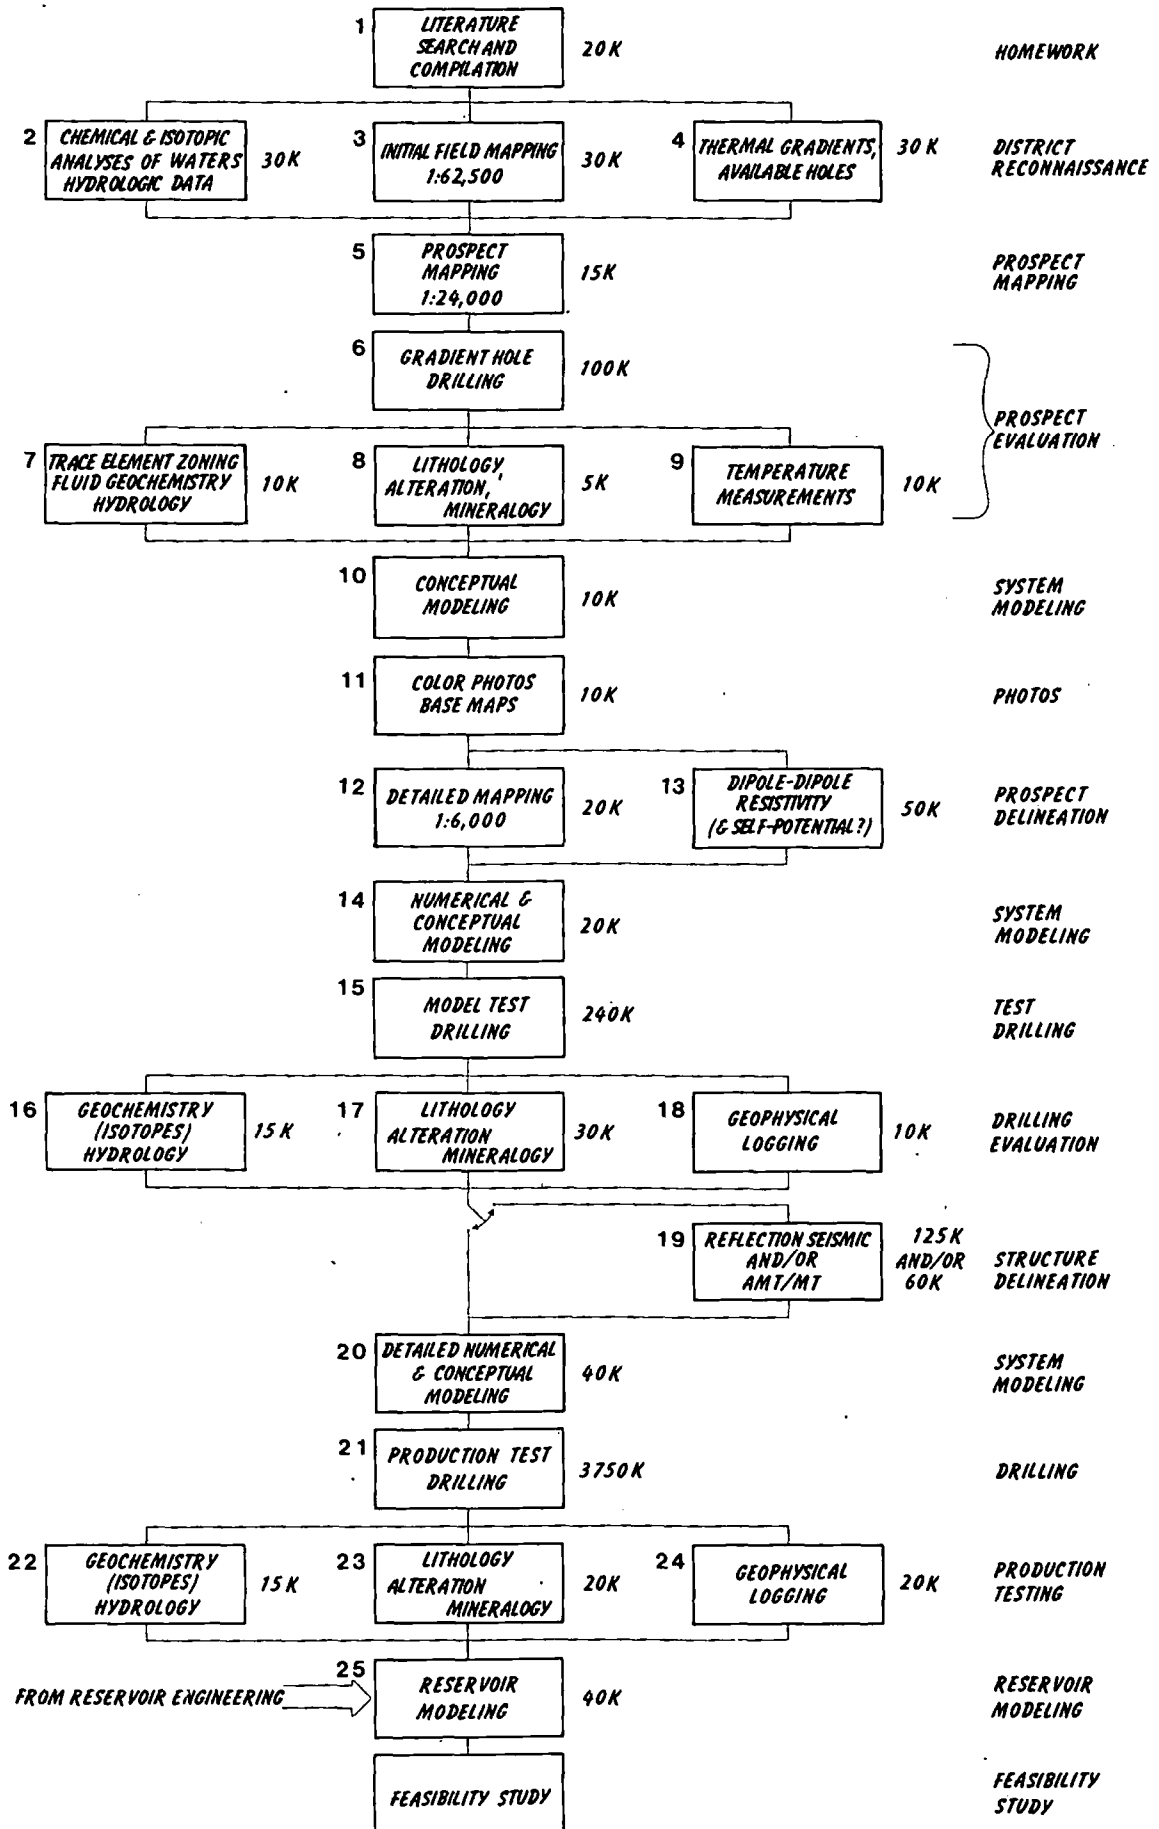 1
LITERATURE
SEARCH AND
COMPILATION
20K
HOMEWORK
2
CHEMICAL & ISOTOPIC
ANALYSES OF WATERS
HYDROLOGIC DATA
30K
3
INITIAL FIELD MAPPING
1:62,500
30K
4
THERMAL GRADIENTS,
AVAILABLE HOLES
30K
DISTRICT
RECONNAISSANCE
5
PROSPECT
MAPPING
1:24,000
15K
PROSPECT
MAPPING
6
GRADIENT HOLE
DRILLING
100K
PROSPECT
EVALUATION
7
TRACE ELEMENT ZONING
FLUID GEOCHEMISTRY
HYDROLOGY
10K
8
LITHOLOGY
ALTERATION,
MINERALOGY
5K
9
TEMPERATURE
MEASUREMENTS
10K
10
CONCEPTUAL
MODELING
10K
SYSTEM
MODELING
11
COLOR PHOTOS
BASE MAPS
10K
PHOTOS
12
DETAILED MAPPING
1:6,000
20K
13
DIPOLE-DIPOLE
RESISTIVITY
(& SELF-POTENTIAL?)
50K
PROSPECT
DELINEATION
14
NUMERICAL &
CONCEPTUAL
MODELING
20K
SYSTEM
MODELING
15
MODEL TEST
DRILLING
240K
TEST
DRILLING
16
GEOCHEMISTRY
(ISOTOPES)
HYDROLOGY
15K
17
LITHOLOGY
ALTERATION
MINERALOGY
30K
18
GEOPHYSICAL
LOGGING
10K
DRILLING
EVALUATION
19
REFLECTION SEISMIC
AND/OR
AMT/MT
125K
AND/OR
60K
STRUCTURE
DELINEATION
20
DETAILED NUMERICAL
& CONCEPTUAL
MODELING
40K
SYSTEM
MODELING
21
PRODUCTION TEST
DRILLING
3750K
DRILLING
22
GEOCHEMISTRY
(ISOTOPES)
HYDROLOGY
15K
23
LITHOLOGY
ALTERATION
MINERALOGY
20K
24
GEOPHYSICAL
LOGGING
20K
PRODUCTION
TESTING
FROM RESERVOIR ENGINEERING
25
RESERVOIR
MODELING
40K
RESERVOIR
MODELING
FEASIBILITY STUDY
FEASIBILITY
STUDY